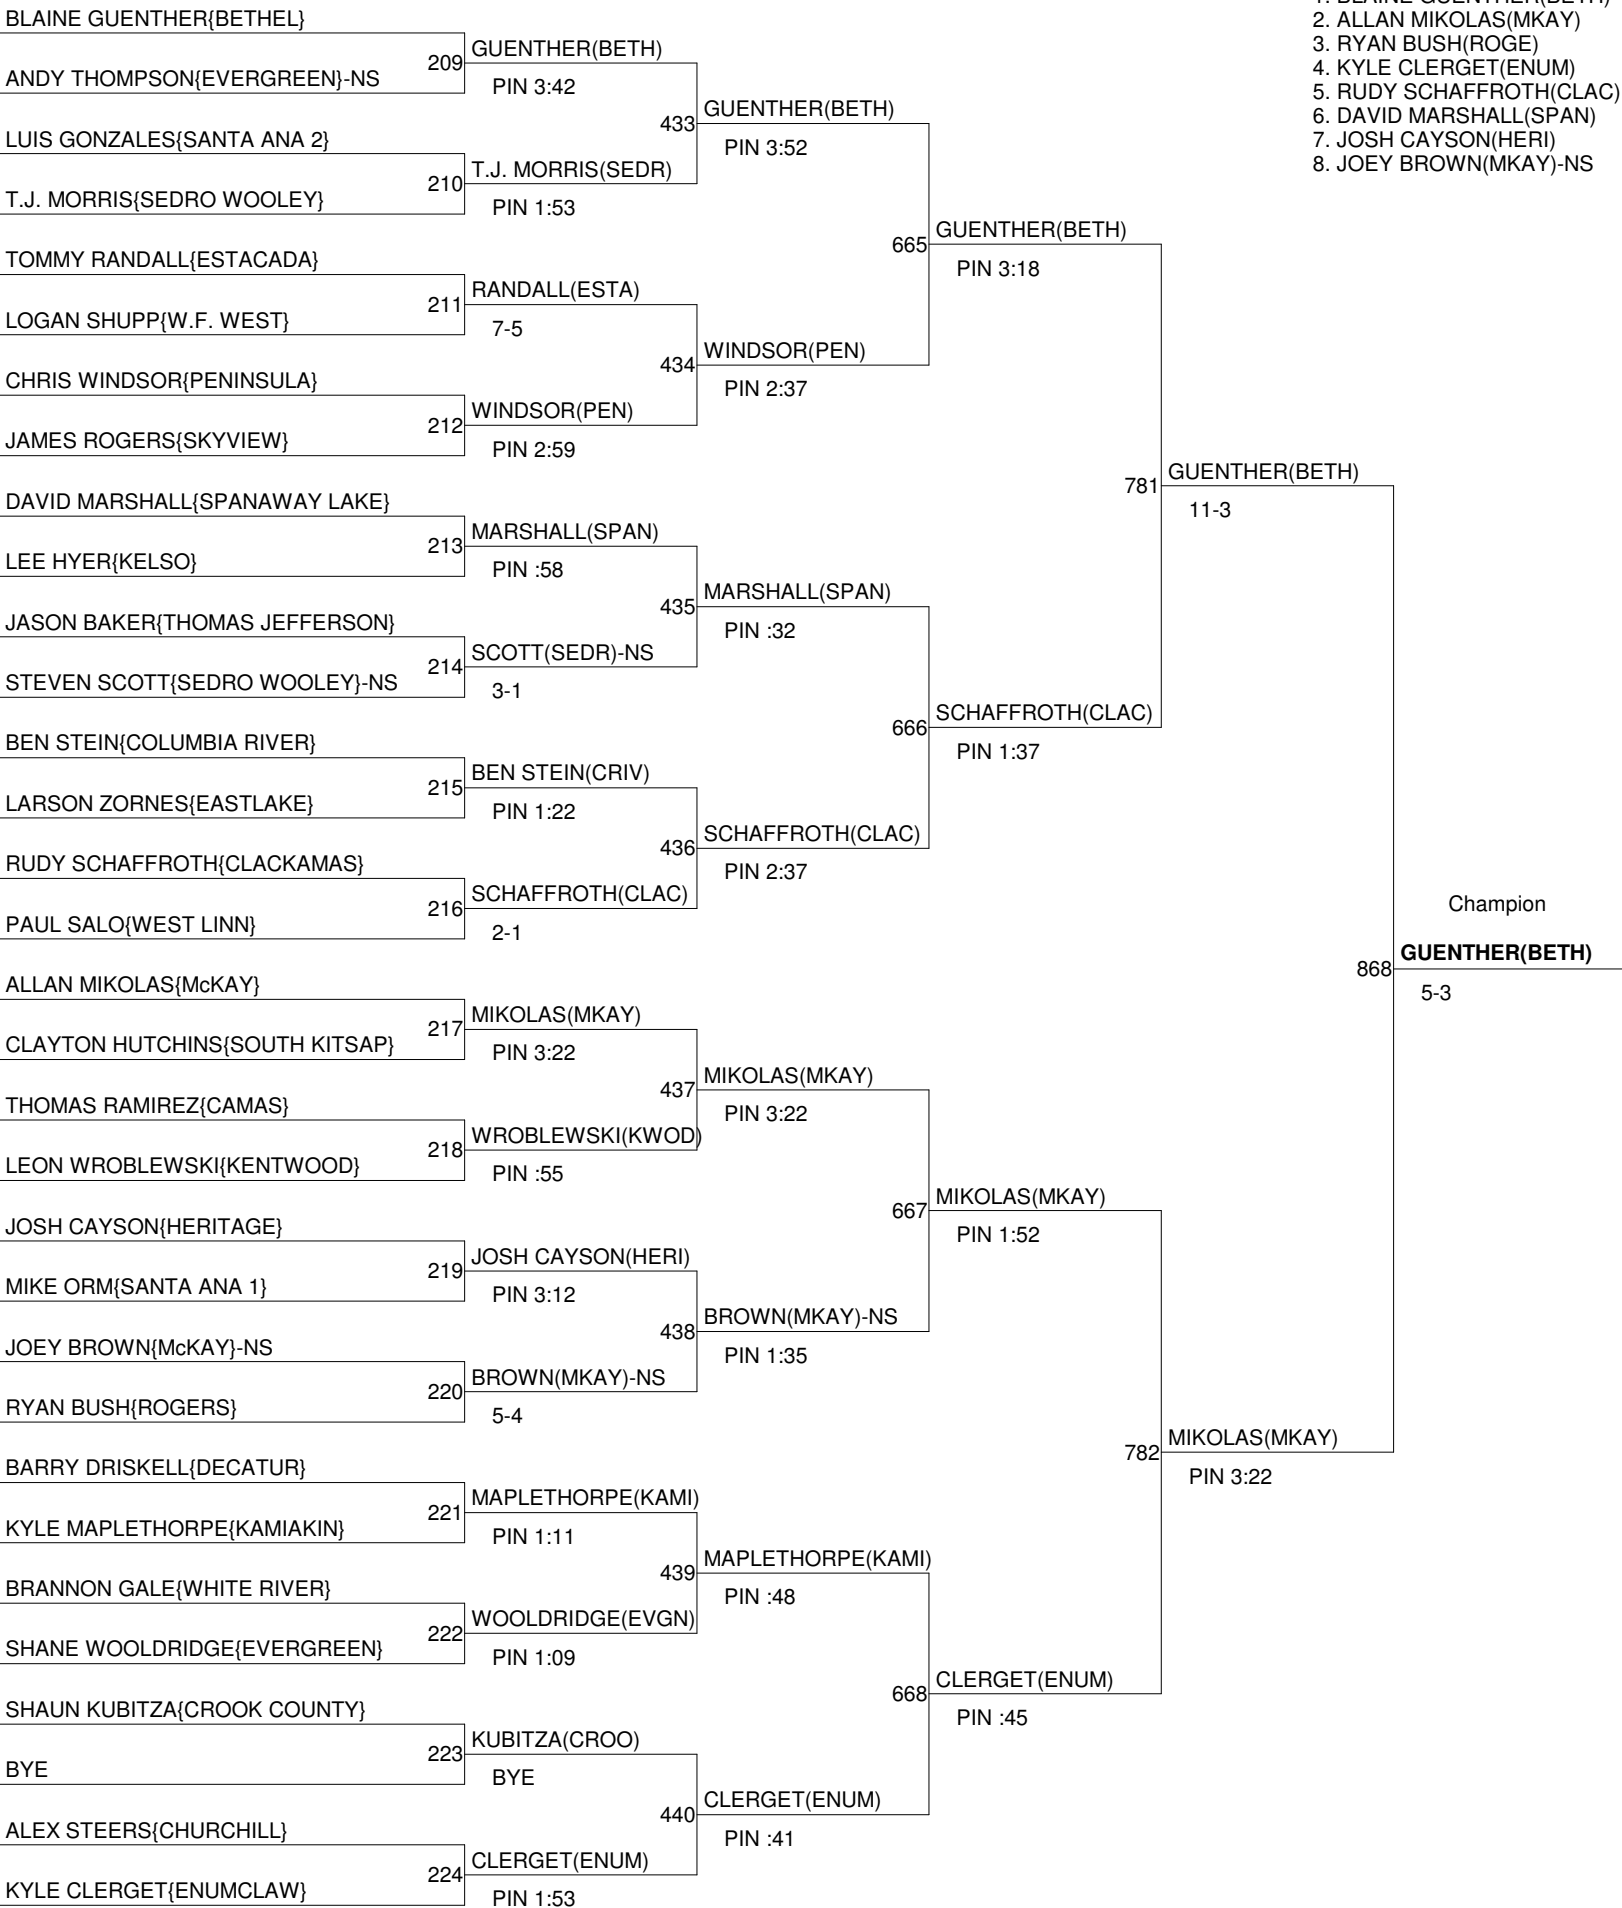 1. BLAINE GUENTHER(BETH)
2. ALLAN MIKOLAS(MKAY)
3. RYAN BUSH(ROGE)
4. KYLE CLERGET(ENUM)
5. RUDY SCHAFFROTH(CLAC)
6. DAVID MARSHALL(SPAN)
7. JOSH CAYSON(HERI)
8. JOEY BROWN(MKAY)-NS
BLAINE GUENTHER{BETHEL}
ANDY THOMPSON{EVERGREEN}-NS
LUIS GONZALES{SANTA ANA 2}
T.J. MORRIS{SEDRO WOOLEY}
TOMMY RANDALL{ESTACADA}
LOGAN SHUPP{W.F. WEST}
CHRIS WINDSOR{PENINSULA}
JAMES ROGERS{SKYVIEW}
DAVID MARSHALL{SPANAWAY LAKE}
LEE HYER{KELSO}
JASON BAKER{THOMAS JEFFERSON}
STEVEN SCOTT{SEDRO WOOLEY}-NS
BEN STEIN{COLUMBIA RIVER}
LARSON ZORNES{EASTLAKE}
RUDY SCHAFFROTH{CLACKAMAS}
PAUL SALO{WEST LINN}
ALLAN MIKOLAS{McKAY}
CLAYTON HUTCHINS{SOUTH KITSAP}
THOMAS RAMIREZ{CAMAS}
LEON WROBLEWSKI{KENTWOOD}
JOSH CAYSON{HERITAGE}
MIKE ORM{SANTA ANA 1}
JOEY BROWN{McKAY}-NS
RYAN BUSH{ROGERS}
BARRY DRISKELL{DECATUR}
KYLE MAPLETHORPE{KAMIAKIN}
BRANNON GALE{WHITE RIVER}
SHANE WOOLDRIDGE{EVERGREEN}
SHAUN KUBITZA{CROOK COUNTY}
BYE
ALEX STEERS{CHURCHILL}
KYLE CLERGET{ENUMCLAW}
209 GUENTHER(BETH)
PIN 3:42
210 T.J. MORRIS(SEDR)
PIN 1:53
211 RANDALL(ESTA)
7-5
212 WINDSOR(PEN)
PIN 2:59
213 MARSHALL(SPAN)
PIN :58
214 SCOTT(SEDR)-NS
3-1
215 BEN STEIN(CRIV)
PIN 1:22
216 SCHAFFROTH(CLAC)
2-1
217 MIKOLAS(MKAY)
PIN 3:22
218 WROBLEWSKI(KWOD)
PIN :55
219 JOSH CAYSON(HERI)
PIN 3:12
220 BROWN(MKAY)-NS
5-4
221 MAPLETHORPE(KAMI)
PIN 1:11
222 WOOLDRIDGE(EVGN)
PIN 1:09
223 KUBITZA(CROO)
BYE
224 CLERGET(ENUM)
PIN 1:53
433 GUENTHER(BETH)
PIN 3:52
434 WINDSOR(PEN)
PIN 2:37
435 MARSHALL(SPAN)
PIN :32
436 SCHAFFROTH(CLAC)
PIN 2:37
437 MIKOLAS(MKAY)
PIN 3:22
438 BROWN(MKAY)-NS
PIN 1:35
439 MAPLETHORPE(KAMI)
PIN :48
440 CLERGET(ENUM)
PIN :41
665 GUENTHER(BETH)
PIN 3:18
666 SCHAFFROTH(CLAC)
PIN 1:37
667 MIKOLAS(MKAY)
PIN 1:52
668 CLERGET(ENUM)
PIN :45
781 GUENTHER(BETH)
11-3
782 MIKOLAS(MKAY)
PIN 3:22
Champion
868 GUENTHER(BETH)
5-3